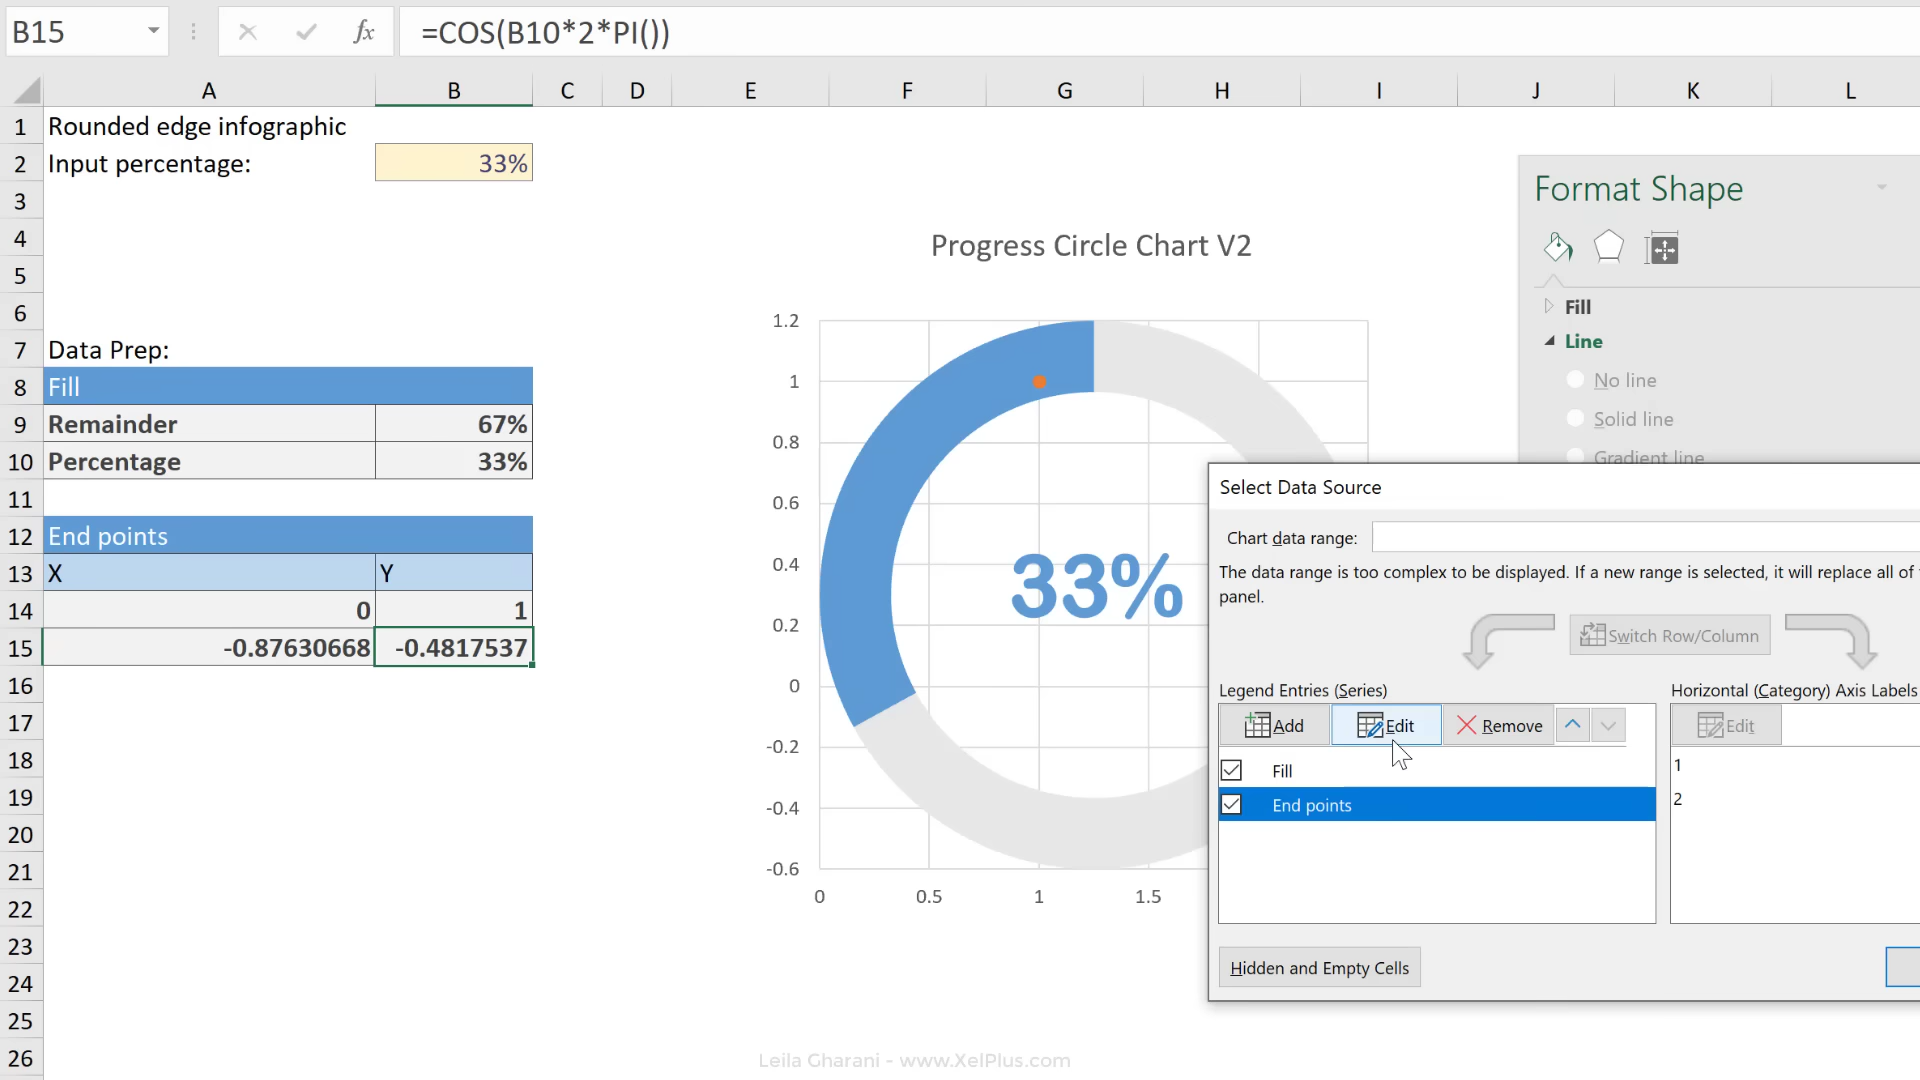 B15 fx =COS(B10*2*PI())
A B C D E F G H I J K L
1 Rounded edge infographic
2 Input percentage: 33%
3
4
5
6
7 Data Prep:
8 Fill
9 Remainder 67%
10 Percentage 33%
11
12 End points
13 X Y
14 0 1
15 -0.87630668 -0.4817537
16
17
18
19
20
21
22
23
24
25
26
Progress Circle Chart V2
1.2
1
0.8
0.6
0.4
0.2
0
-0.2
-0.4
-0.6
0 0.5 1 1.5
33%
Format Shape
Fill
Line
No line
Solid line
Gradient line
Select Data Source
Chart data range:
The data range is too complex to be displayed. If a new range is selected, it will replace all of
panel.
Switch Row/Column
Legend Entries (Series)
Add Edit Remove
Fill
End points
Horizontal (Category) Axis Labels
Edit
1
2
Hidden and Empty Cells
Leila Gharani - www.XelPlus.com